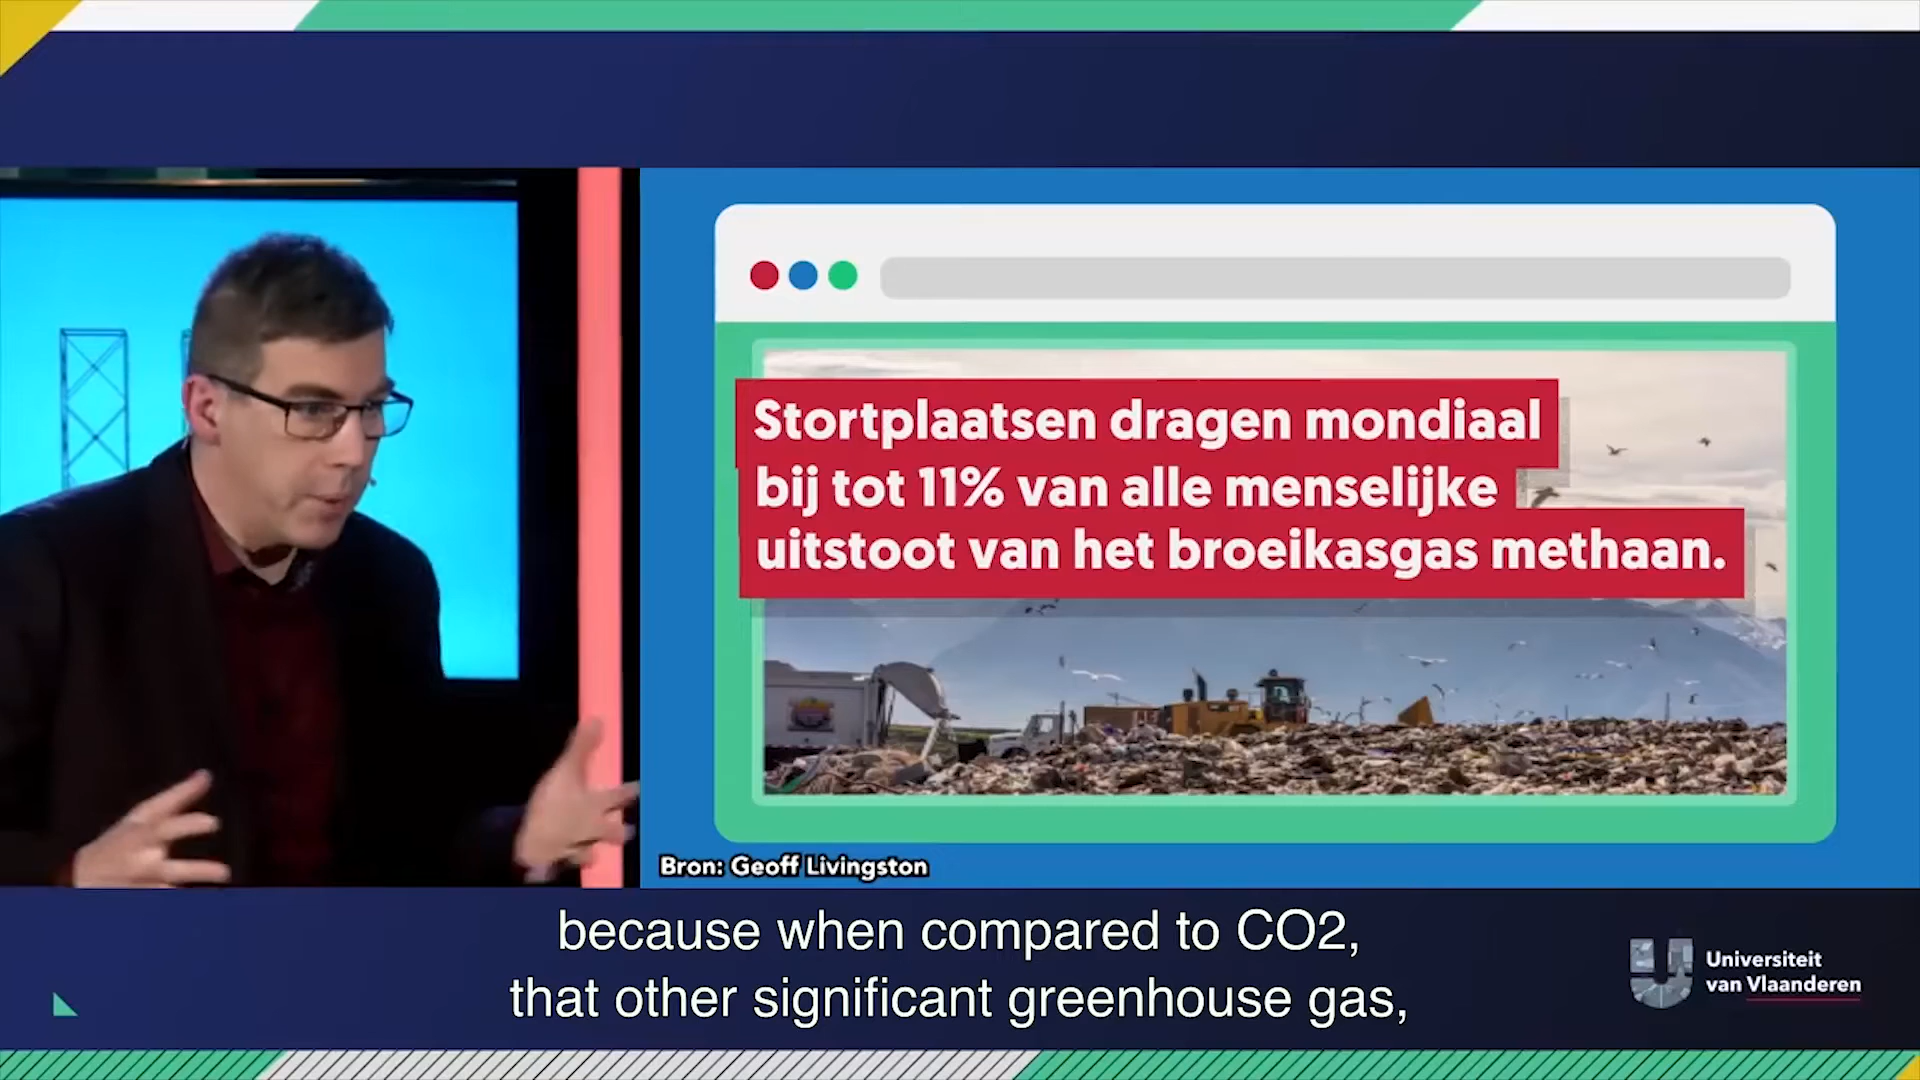 Stortplaatsen dragen mondiaal
bij tot 11% van alle menselijke
uitstoot van het broeikasgas methaan.
Bron: Geoff Livingston
because when compared to CO2,
that other significant greenhouse gas,
Universiteit
van Vlaanderen